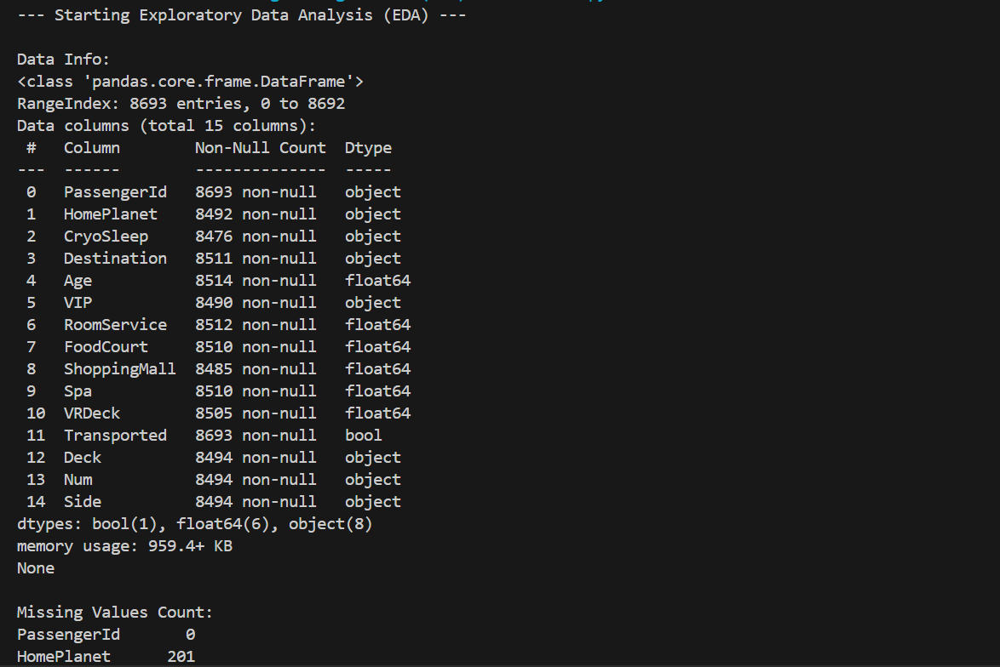 --- Starting Exploratory Data Analysis (EDA) ---
Data Info:
<class 'pandas.core.frame.DataFrame'>
RangeIndex: 8693 entries, 0 to 8692
Data columns (total 15 columns):
 #   Column        Non-Null Count  Dtype
---  ------        --------------  -----
 0   PassengerId   8693 non-null   object
 1   HomePlanet    8492 non-null   object
 2   CryoSleep     8476 non-null   object
 3   Destination   8511 non-null   object
 4   Age           8514 non-null   float64
 5   VIP           8490 non-null   object
 6   RoomService   8512 non-null   float64
 7   FoodCourt     8510 non-null   float64
 8   ShoppingMall  8485 non-null   float64
 9   Spa           8510 non-null   float64
 10  VRDeck        8505 non-null   float64
 11  Transported   8693 non-null   bool
 12  Deck          8494 non-null   object
 13  Num           8494 non-null   object
 14  Side          8494 non-null   object
dtypes: bool(1), float64(6), object(8)
memory usage: 959.4+ KB
None
Missing Values Count:
PassengerId       0
HomePlanet      201